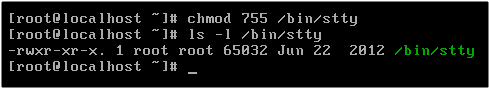 [root@localhost ~]# chmod 755 /bin/stty
[root@localhost ~]# ls -l /bin/stty
-rwxr-xr-x. 1 root root 65032 Jun 22  2012 /bin/stty
[root@localhost ~]# _